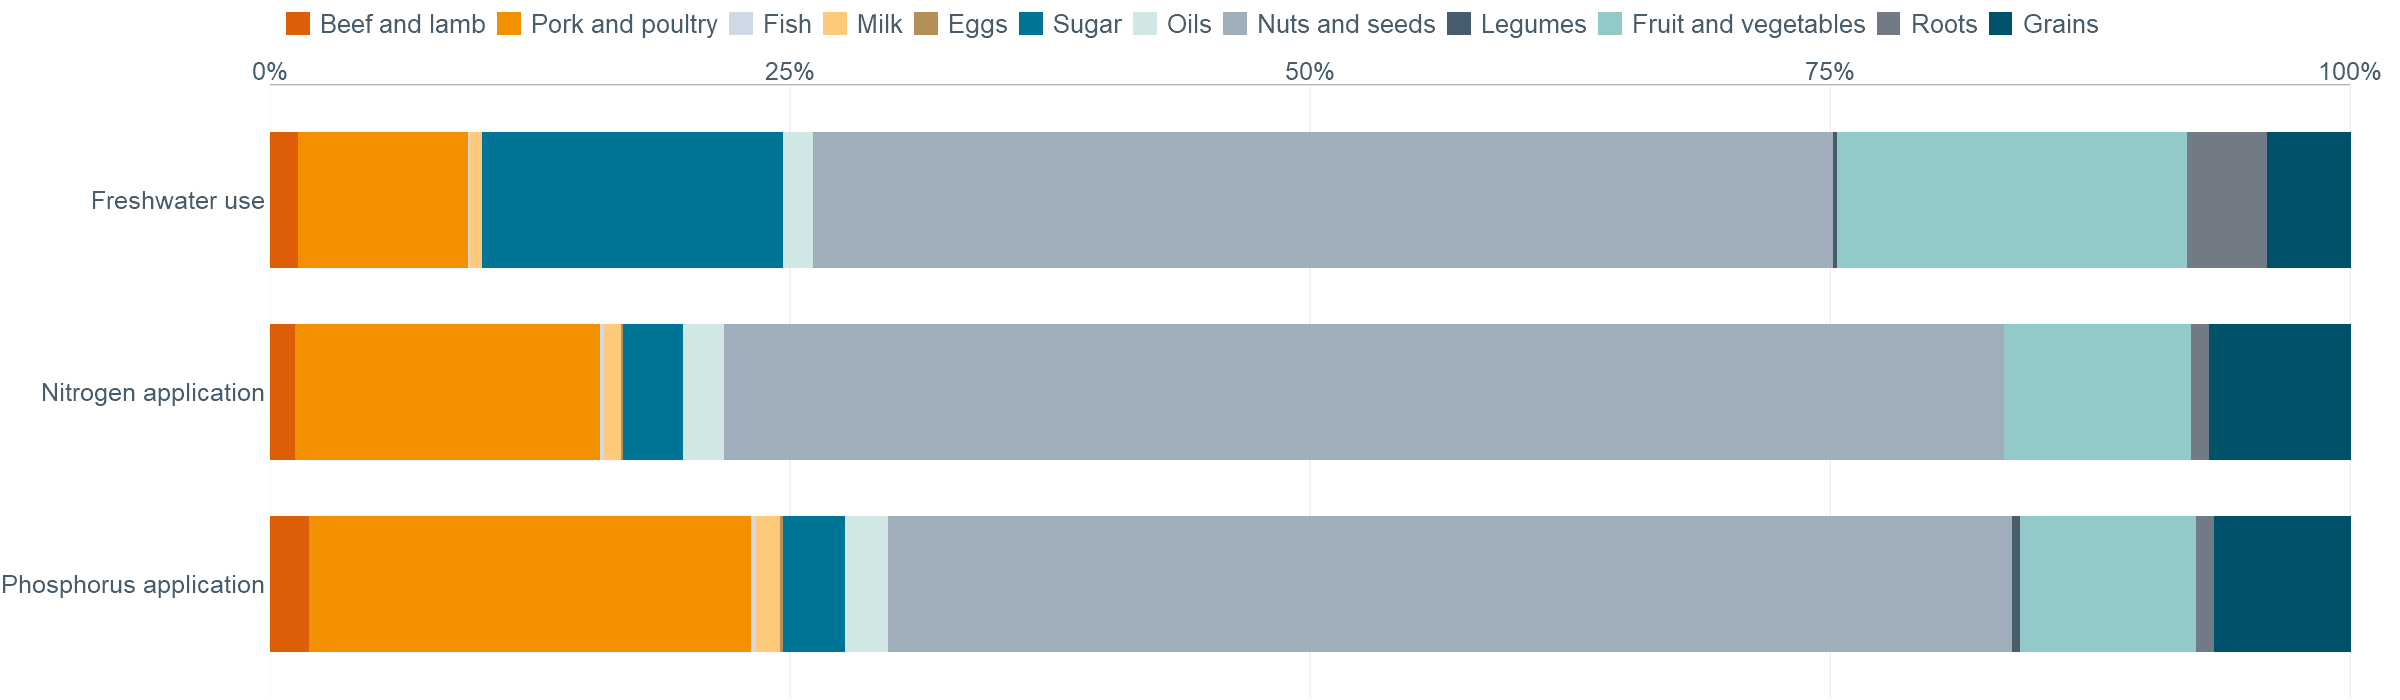 Beef and lamb Pork and poultry Fish Milk Eggs Sugar Oils Nuts and seeds Legumes Fruit and vegetables Roots Grains
0% 25% 50% 75% 100%
Freshwater use
Nitrogen application
Phosphorus application